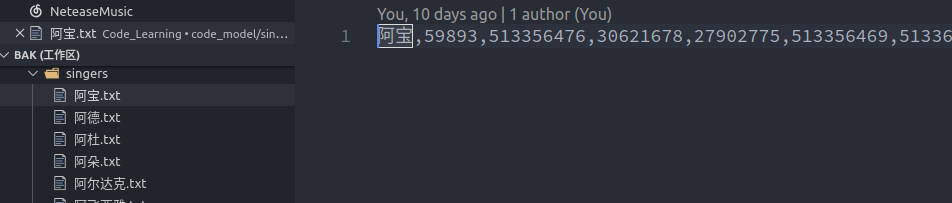 NeteaseMusic
阿宝.txt Code_Learning • code_model/sin...
BAK (工作区)
singers
阿宝.txt
阿德.txt
阿杜.txt
阿朵.txt
阿尔达克.txt
You, 10 days ago | 1 author (You)
1 阿宝,59893,513356476,30621678,27902775,513356469,51336